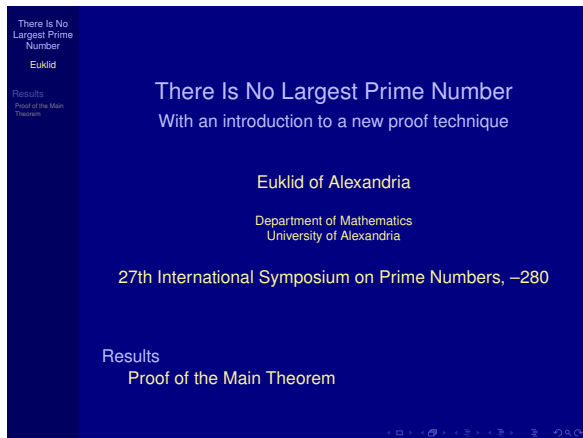 There Is No
Largest Prime
Number
Euklid
Results
Proof of the Main
Theorem
There Is No Largest Prime Number
With an introduction to a new proof technique
Euklid of Alexandria
Department of Mathematics
University of Alexandria
27th International Symposium on Prime Numbers, –280
Results
Proof of the Main Theorem